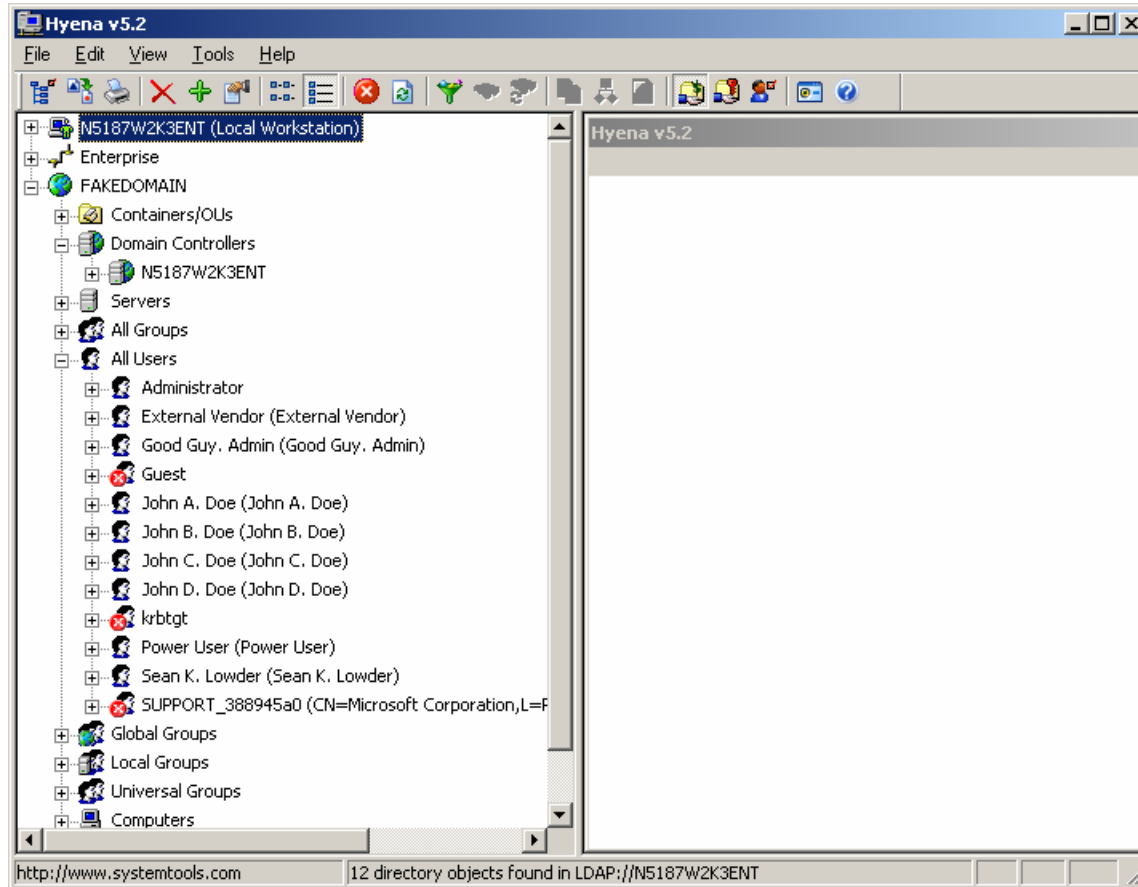 Hyena v5.2
File Edit View Tools Help
N5187W2K3ENT (Local Workstation)
Hyena v5.2
Enterprise
FAKEDOMAIN
Containers/OUs
Domain Controllers
N5187W2K3ENT
Servers
All Groups
All Users
Administrator
External Vendor (External Vendor)
Good Guy. Admin (Good Guy. Admin)
Guest
John A. Doe (John A. Doe)
John B. Doe (John B. Doe)
John C. Doe (John C. Doe)
John D. Doe (John D. Doe)
krbtgt
Power User (Power User)
Sean K. Lowder (Sean K. Lowder)
SUPPORT_388945a0 (CN=Microsoft Corporation,L=
Global Groups
Local Groups
Universal Groups
Computers
http://www.systemtools.com 12 directory objects found in LDAP://N5187W2K3ENT